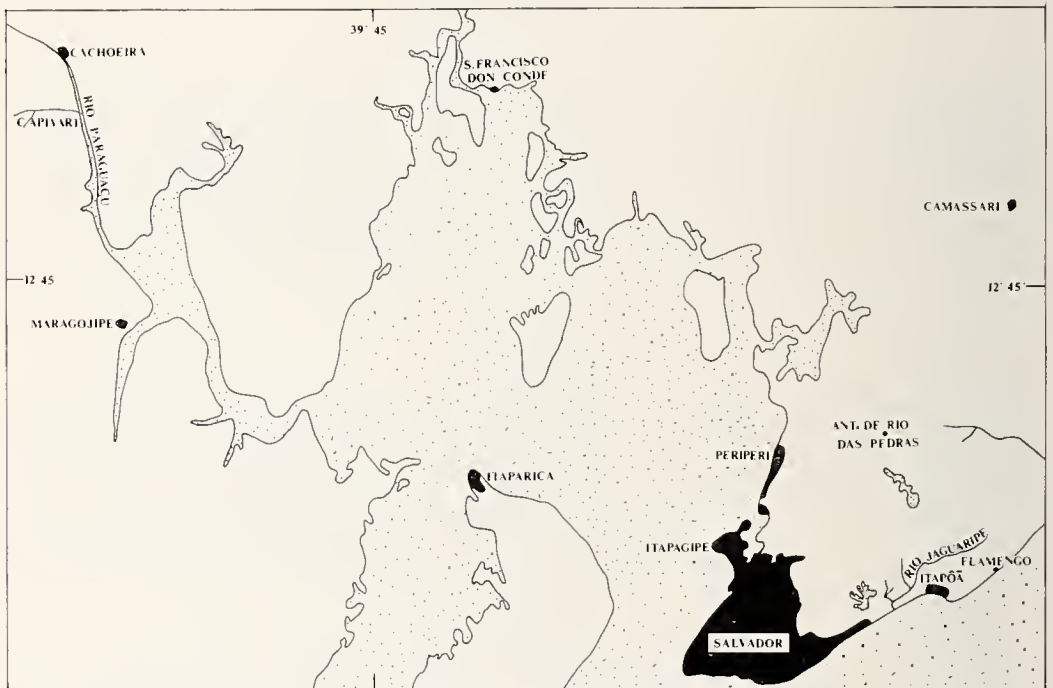 39 45
CACHOEIRA
S. FRANCISCO
DON CONDE
CAPIVARI
RIO PARAGUAÇU
CAMASSARI
12 45
12° 45'
MARAGOJIPE
ANT. DE RIO
DAS PEDRAS
PERIPERI
ITAPARICA
ITAPAGIPE
RIO JAGUARIPE
FLAMENGO
ITAPÔÃ
SALVADOR